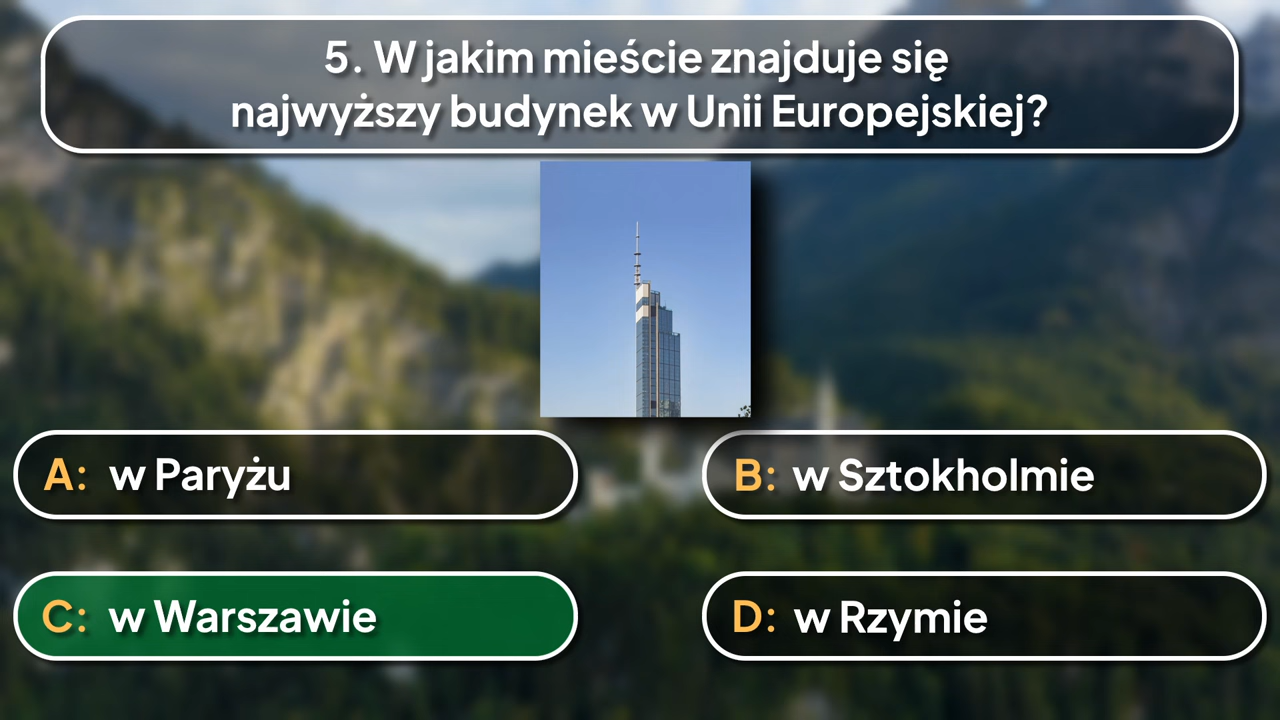 5. W jakim mieście znajduje się
najwyższy budynek w Unii Europejskiej?
A: w Paryżu
B: w Sztokholmie
C: w Warszawie
D: w Rzymie